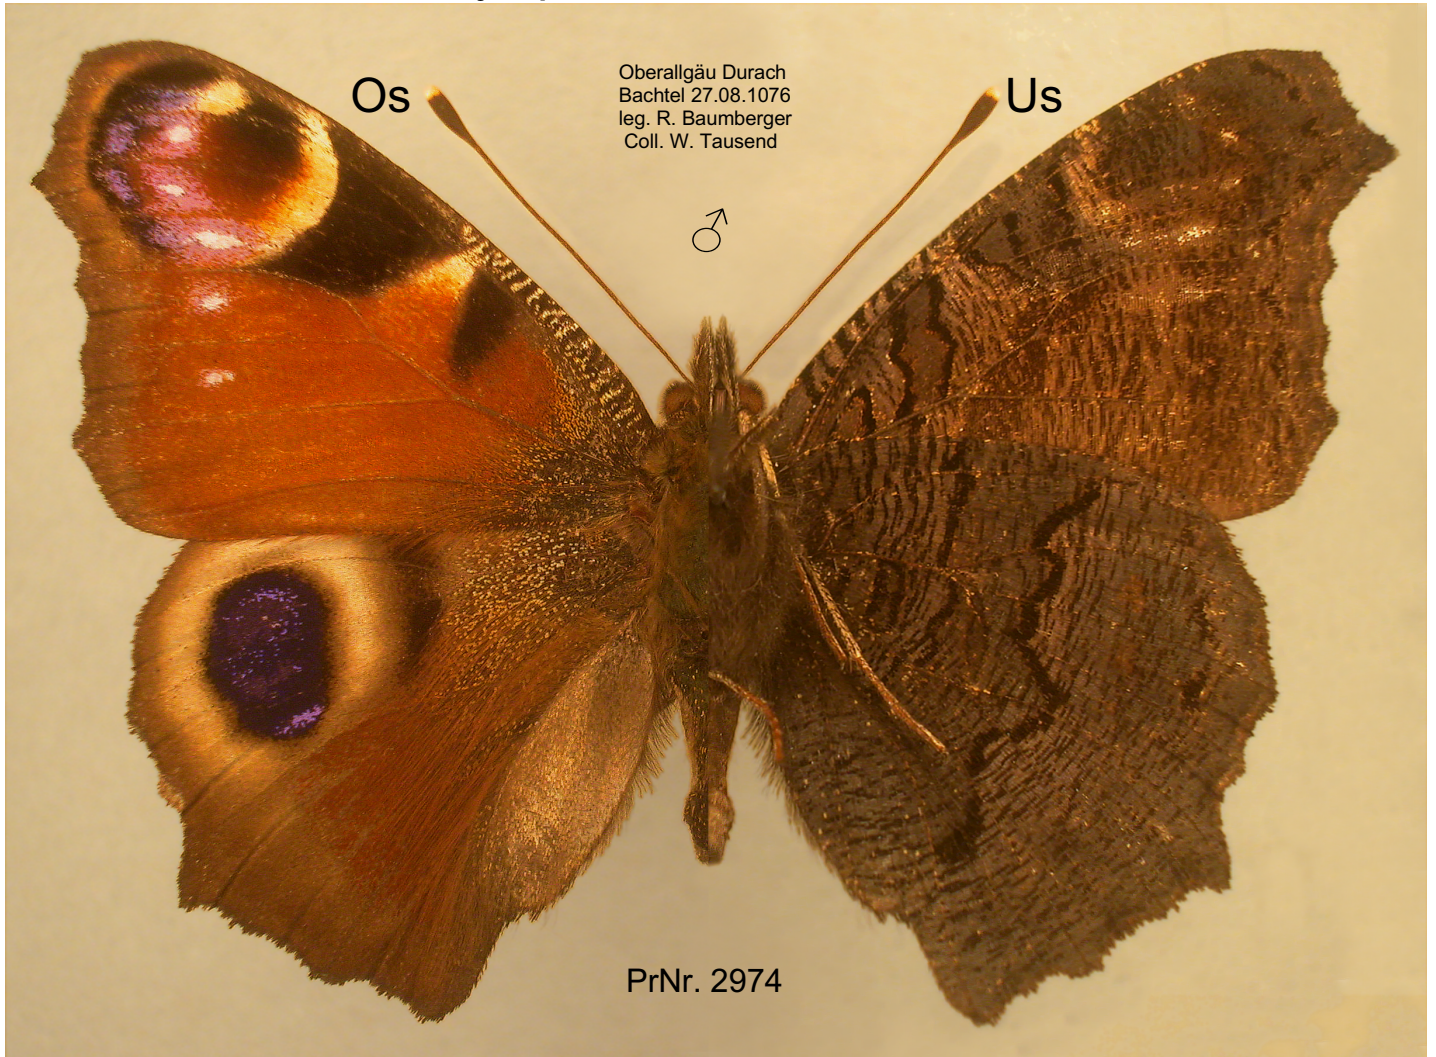 Os
Oberallgäu Durach
Bachtel 27.08.1076
leg. R. Baumberger
Coll. W. Tausend
Us
♂
PrNr. 2974